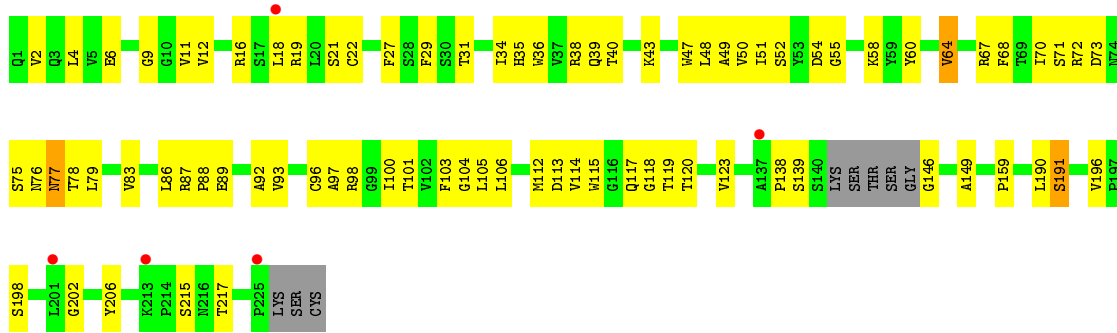 Q1 V2 Q3 L4 V5 E6 G9 G10 V11 V12 R16 S17 L18 R19 L20 S21 C22 F27 S28 F29 S30 T31 I34 H35 W36 V37 R38 Q39 T40 K43 W47 L48 A49 V50 I51 S52 Y53 D54 G55 K58 Y59 Y60 V64 R67 F68 T69 I70 S71 R72 D73 N74
S75 N76 N77 T78 L79 V83 L86 R87 P88 E89 A92 V93 C96 A97 R98 G99 I100 T101 V102 F103 G104 L105 L106 M112 D113 V114 W115 G116 Q117 G118 T119 T120 V123 A137 P138 S139 S140 LYS SER THR SER GLY G146 A149 P159 L190 S191 V196 P197
S198 L201 G202 Y206 K213 P214 S215 N216 T217 P225 LYS SER CYS